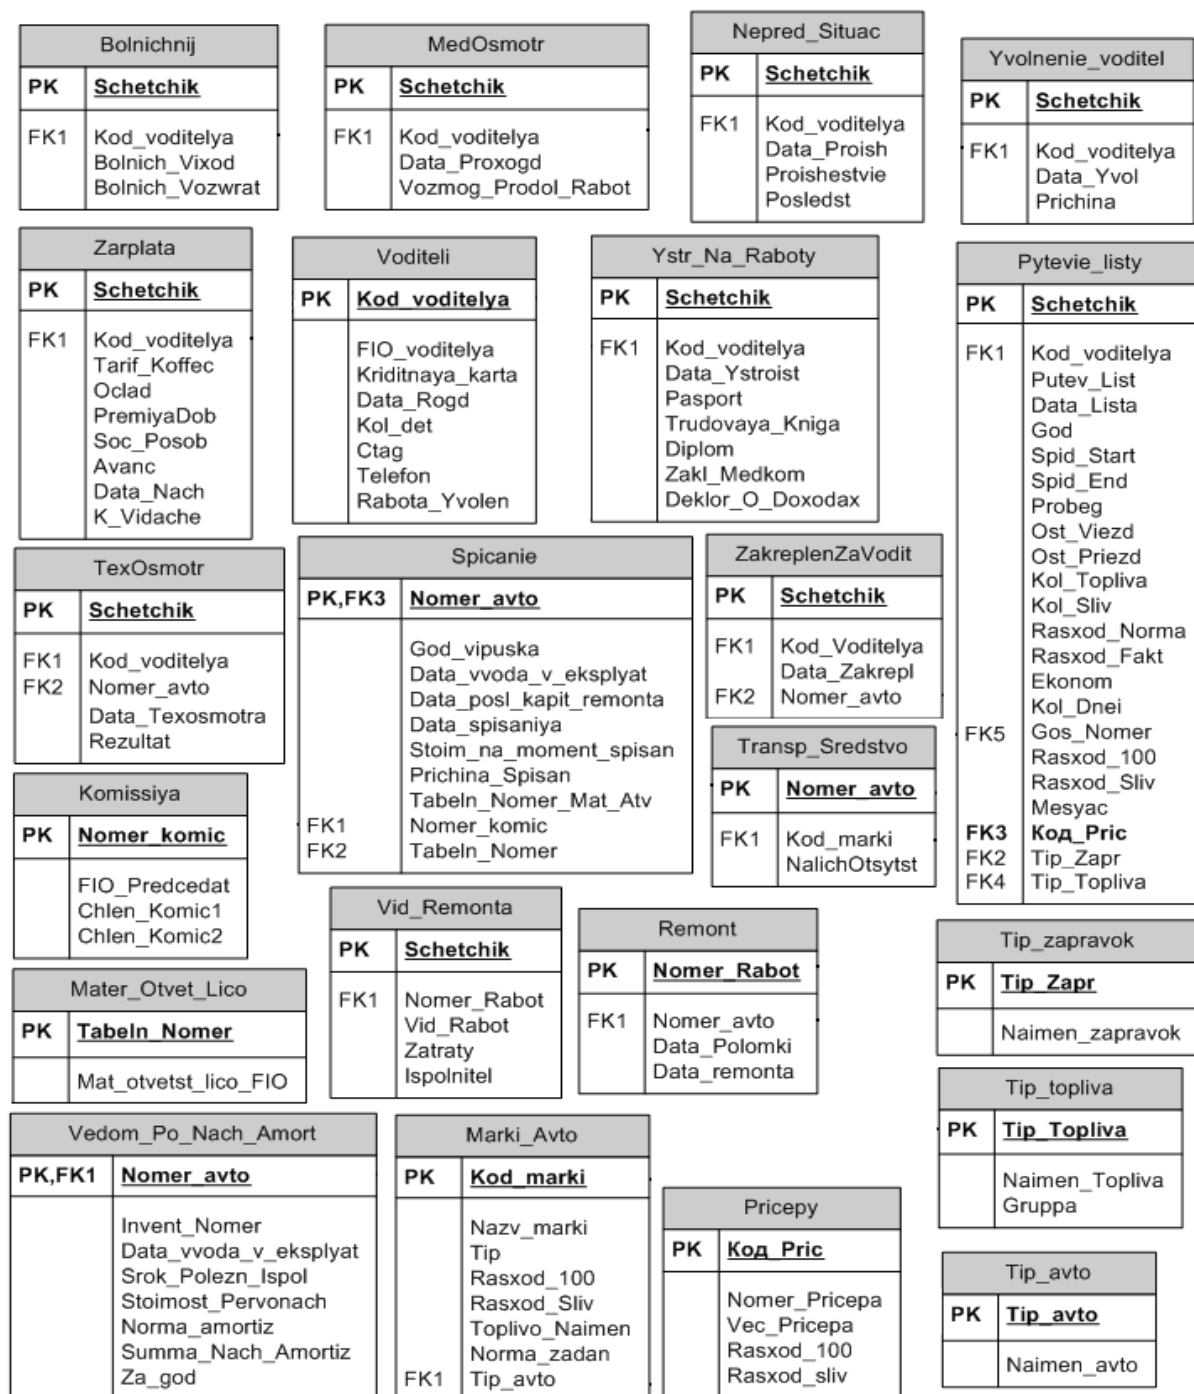 Bolnichnij
PK Schetchik
FK1 Kod_voditelya
Bolnich_Vixod
Bolnich_Vozwrat
MedOsmotr
PK Schetchik
FK1 Kod_voditelya
Data_Proxogd
Vozmog_Prodol_Rabot
Nepred_Situac
PK Schetchik
FK1 Kod_voditelya
Data_Proish
Proishestvie
Posledst
Yvolnenie_voditel
PK Schetchik
FK1 Kod_voditelya
Data_Yvol
Prichina
Zarplata
PK Schetchik
FK1 Kod_voditelya
Tarif_Koffec
Oclad
PremiyaDob
Soc_Posob
Avanc
Data_Nach
K_Vidache
Voditeli
PK Kod_voditelya
FIO_voditelya
Kriditnaya_karta
Data_Rogd
Kol_det
Ctag
Telefon
Rabota_Yvolen
Ystr_Na_Raboty
PK Schetchik
FK1 Kod_voditelya
Data_Ystroist
Pasport
Trudovaya_Kniga
Diplom
Zakl_Medkom
Deklor_O_Doxodax
Pytevie_listy
PK Schetchik
FK1 Kod_voditelya
Putev_List
Data_Lista
God
Spid_Start
Spid_End
Probeg
Ost_Viezd
Ost_Priezd
Kol_Topliva
Kol_Sliv
Rasxod_Norma
Rasxod_Fakt
Ekonom
Kol_Dnei
FK5 Gos_Nomer
Rasxod_100
Rasxod_Sliv
Mesyac
FK3 Код_Pric
FK2 Tip_Zapr
FK4 Tip_Topliva
TexOsmotr
PK Schetchik
FK1 Kod_voditelya
FK2 Nomer_avto
Data_Texosmotra
Rezultat
Spicanie
PK,FK3 Nomer_avto
God_vipuska
Data_vvoda_v_eksplyat
Data_posl_kapit_remonta
Data_spisaniya
Stoim_na_moment_spisan
Prichina_Spisan
Tabeln_Nomer_Mat_Atv
FK1 Nomer_komic
FK2 Tabeln_Nomer
ZakreplenZaVodit
PK Schetchik
FK1 Kod_Voditelya
Data_Zakrepl
FK2 Nomer_avto
Transp_Sredstvo
PK Nomer_avto
FK1 Kod_marki
NalichOtsytst
Komissiya
PK Nomer_komic
FIO_Predcedat
Chlen_Komic1
Chlen_Komic2
Vid_Remonta
PK Schetchik
FK1 Nomer_Rabot
Vid_Rabot
Zatraty
Ispolnitel
Remont
PK Nomer_Rabot
FK1 Nomer_avto
Data_Polomki
Data_remonta
Tip_zapravok
PK Tip_Zapr
Naimen_zapravok
Mater_Otvet_Lico
PK Tabeln_Nomer
Mat_otvetst_lico_FIO
Tip_topliva
PK Tip_Topliva
Naimen_Topliva
Gruppa
Vedom_Po_Nach_Amort
PK,FK1 Nomer_avto
Invent_Nomer
Data_vvoda_v_eksplyat
Srok_Polezn_Ispol
Stoimost_Pervonach
Norma_amortiz
Summa_Nach_Amortiz
Za_god
Marki_Avto
PK Kod_marki
Nazv_marki
Tip
Rasxod_100
Rasxod_Sliv
Toplivo_Naimen
Norma_zadan
FK1 Tip_avto
Pricepy
PK Код_Pric
Nomer_Pricepa
Vec_Pricepa
Rasxod_100
Rasxod_sliv
Tip_avto
PK Tip_avto
Naimen_avto